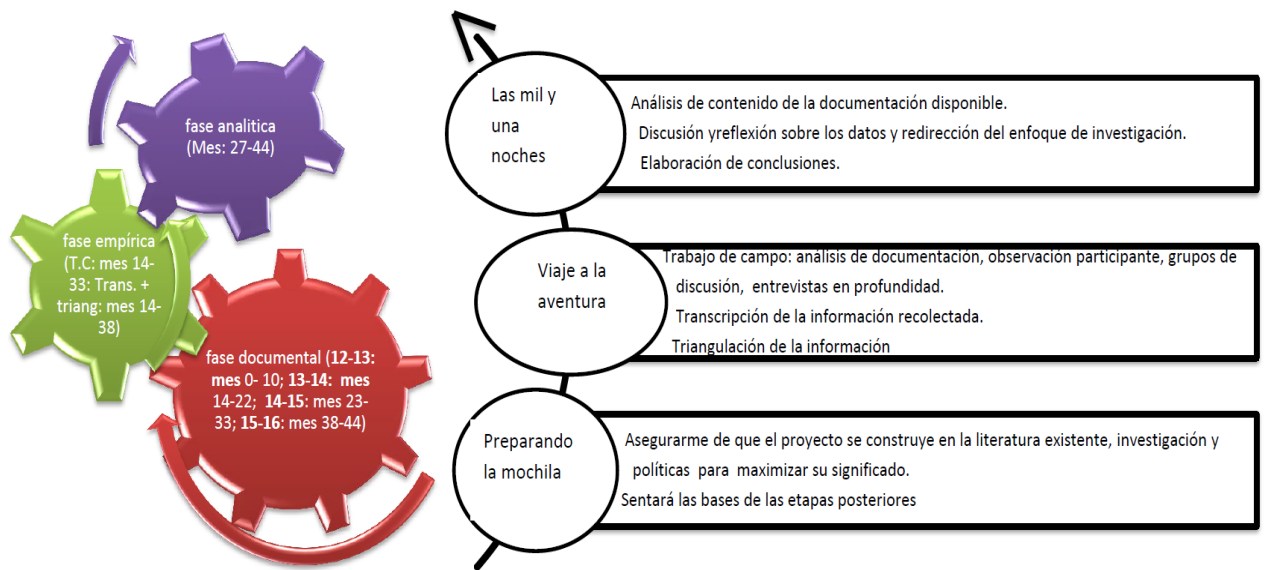 fase analitica
(Mes: 27-44)
fase empírica
(T.C: mes 14-
33: Trans. +
triang: mes 14-
38)
fase documental (12-13:
mes 0- 10; 13-14: mes
14-22; 14-15: mes 23-
33; 15-16: mes 38-44)
Las mil y
una
noches
Análisis de contenido de la documentación disponible.
Discusión yreflexión sobre los datos y redirección del enfoque de investigación.
Elaboración de conclusiones.
Viaje a la
aventura
Trabajo de campo: análisis de documentación, observación participante, grupos de
discusión, entrevistas en profundidad.
Transcripción de la información recolectada.
Triangulación de la información
Preparando
la mochila
Asegurarme de que el proyecto se construye en la literatura existente, investigación y
políticas para maximizar su significado.
Sentará las bases de las etapas posteriores